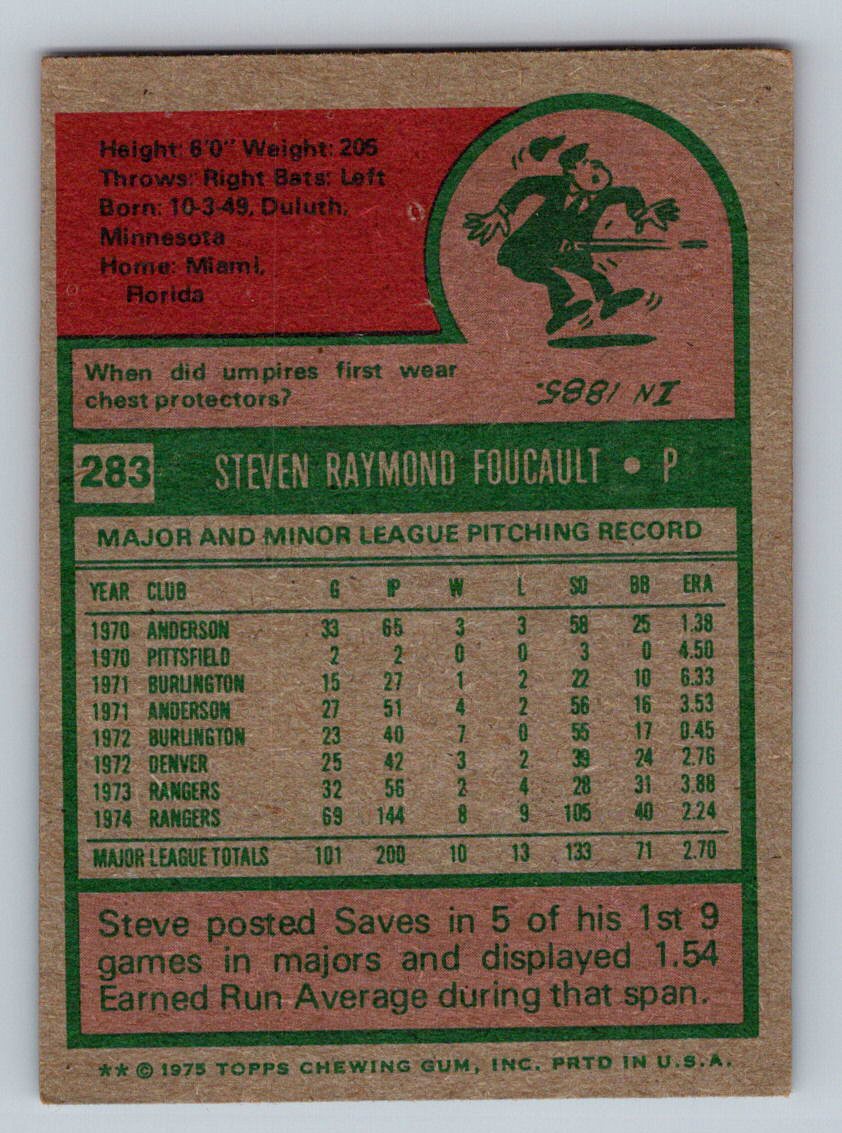 Height: 6'0" Weight: 205
Throws: Right Bats: Left
Born: 10-3-49, Duluth,
Minnesota
Home: Miami,
Florida
When did umpires first wear
chest protectors?
IN 1885.
283 STEVEN RAYMOND FOUCAULT • P
MAJOR AND MINOR LEAGUE PITCHING RECORD
YEAR CLUB G IP W L SO BB ERA
1970 ANDERSON 33 65 3 3 58 25 1.38
1970 PITTSFIELD 2 2 0 0 3 0 4.50
1971 BURLINGTON 15 27 1 2 22 10 6.33
1971 ANDERSON 27 51 4 2 56 16 3.53
1972 BURLINGTON 23 40 7 0 55 17 0.45
1972 DENVER 25 42 3 2 39 24 2.76
1973 RANGERS 32 56 2 4 28 31 3.88
1974 RANGERS 69 144 8 9 105 40 2.24
MAJOR LEAGUE TOTALS 101 200 10 13 133 71 2.70
Steve posted Saves in 5 of his 1st 9
games in majors and displayed 1.54
Earned Run Average during that span.
** © 1975 TOPPS CHEWING GUM, INC. PRTD IN U.S.A.